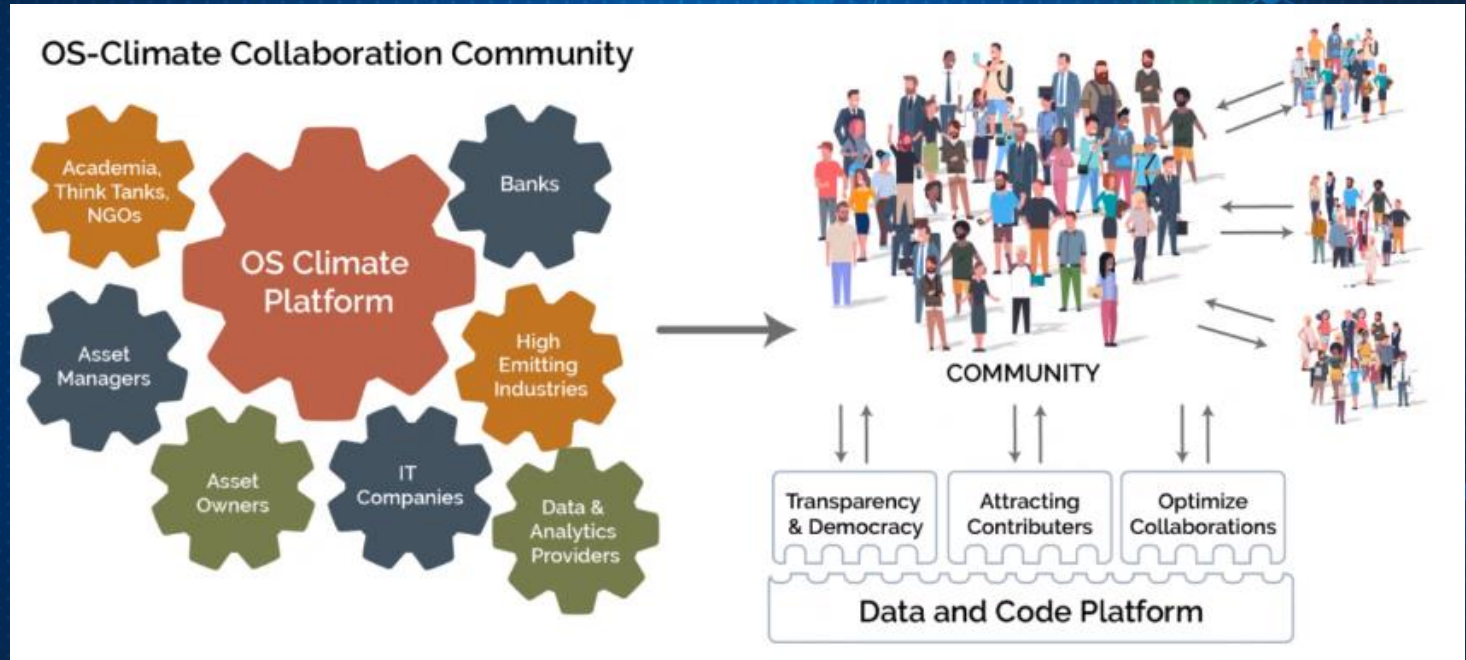 OS-Climate Collaboration Community
Academia,
Think Tanks,
NGOs
OS Climate
Platform
Banks
Asset
Managers
High
Emitting
Industries
Asset
Owners
IT
Companies
Data &
Analytics
Providers
COMMUNITY
Transparency
& Democracy
Attracting
Contributers
Optimize
Collaborations
Data and Code Platform